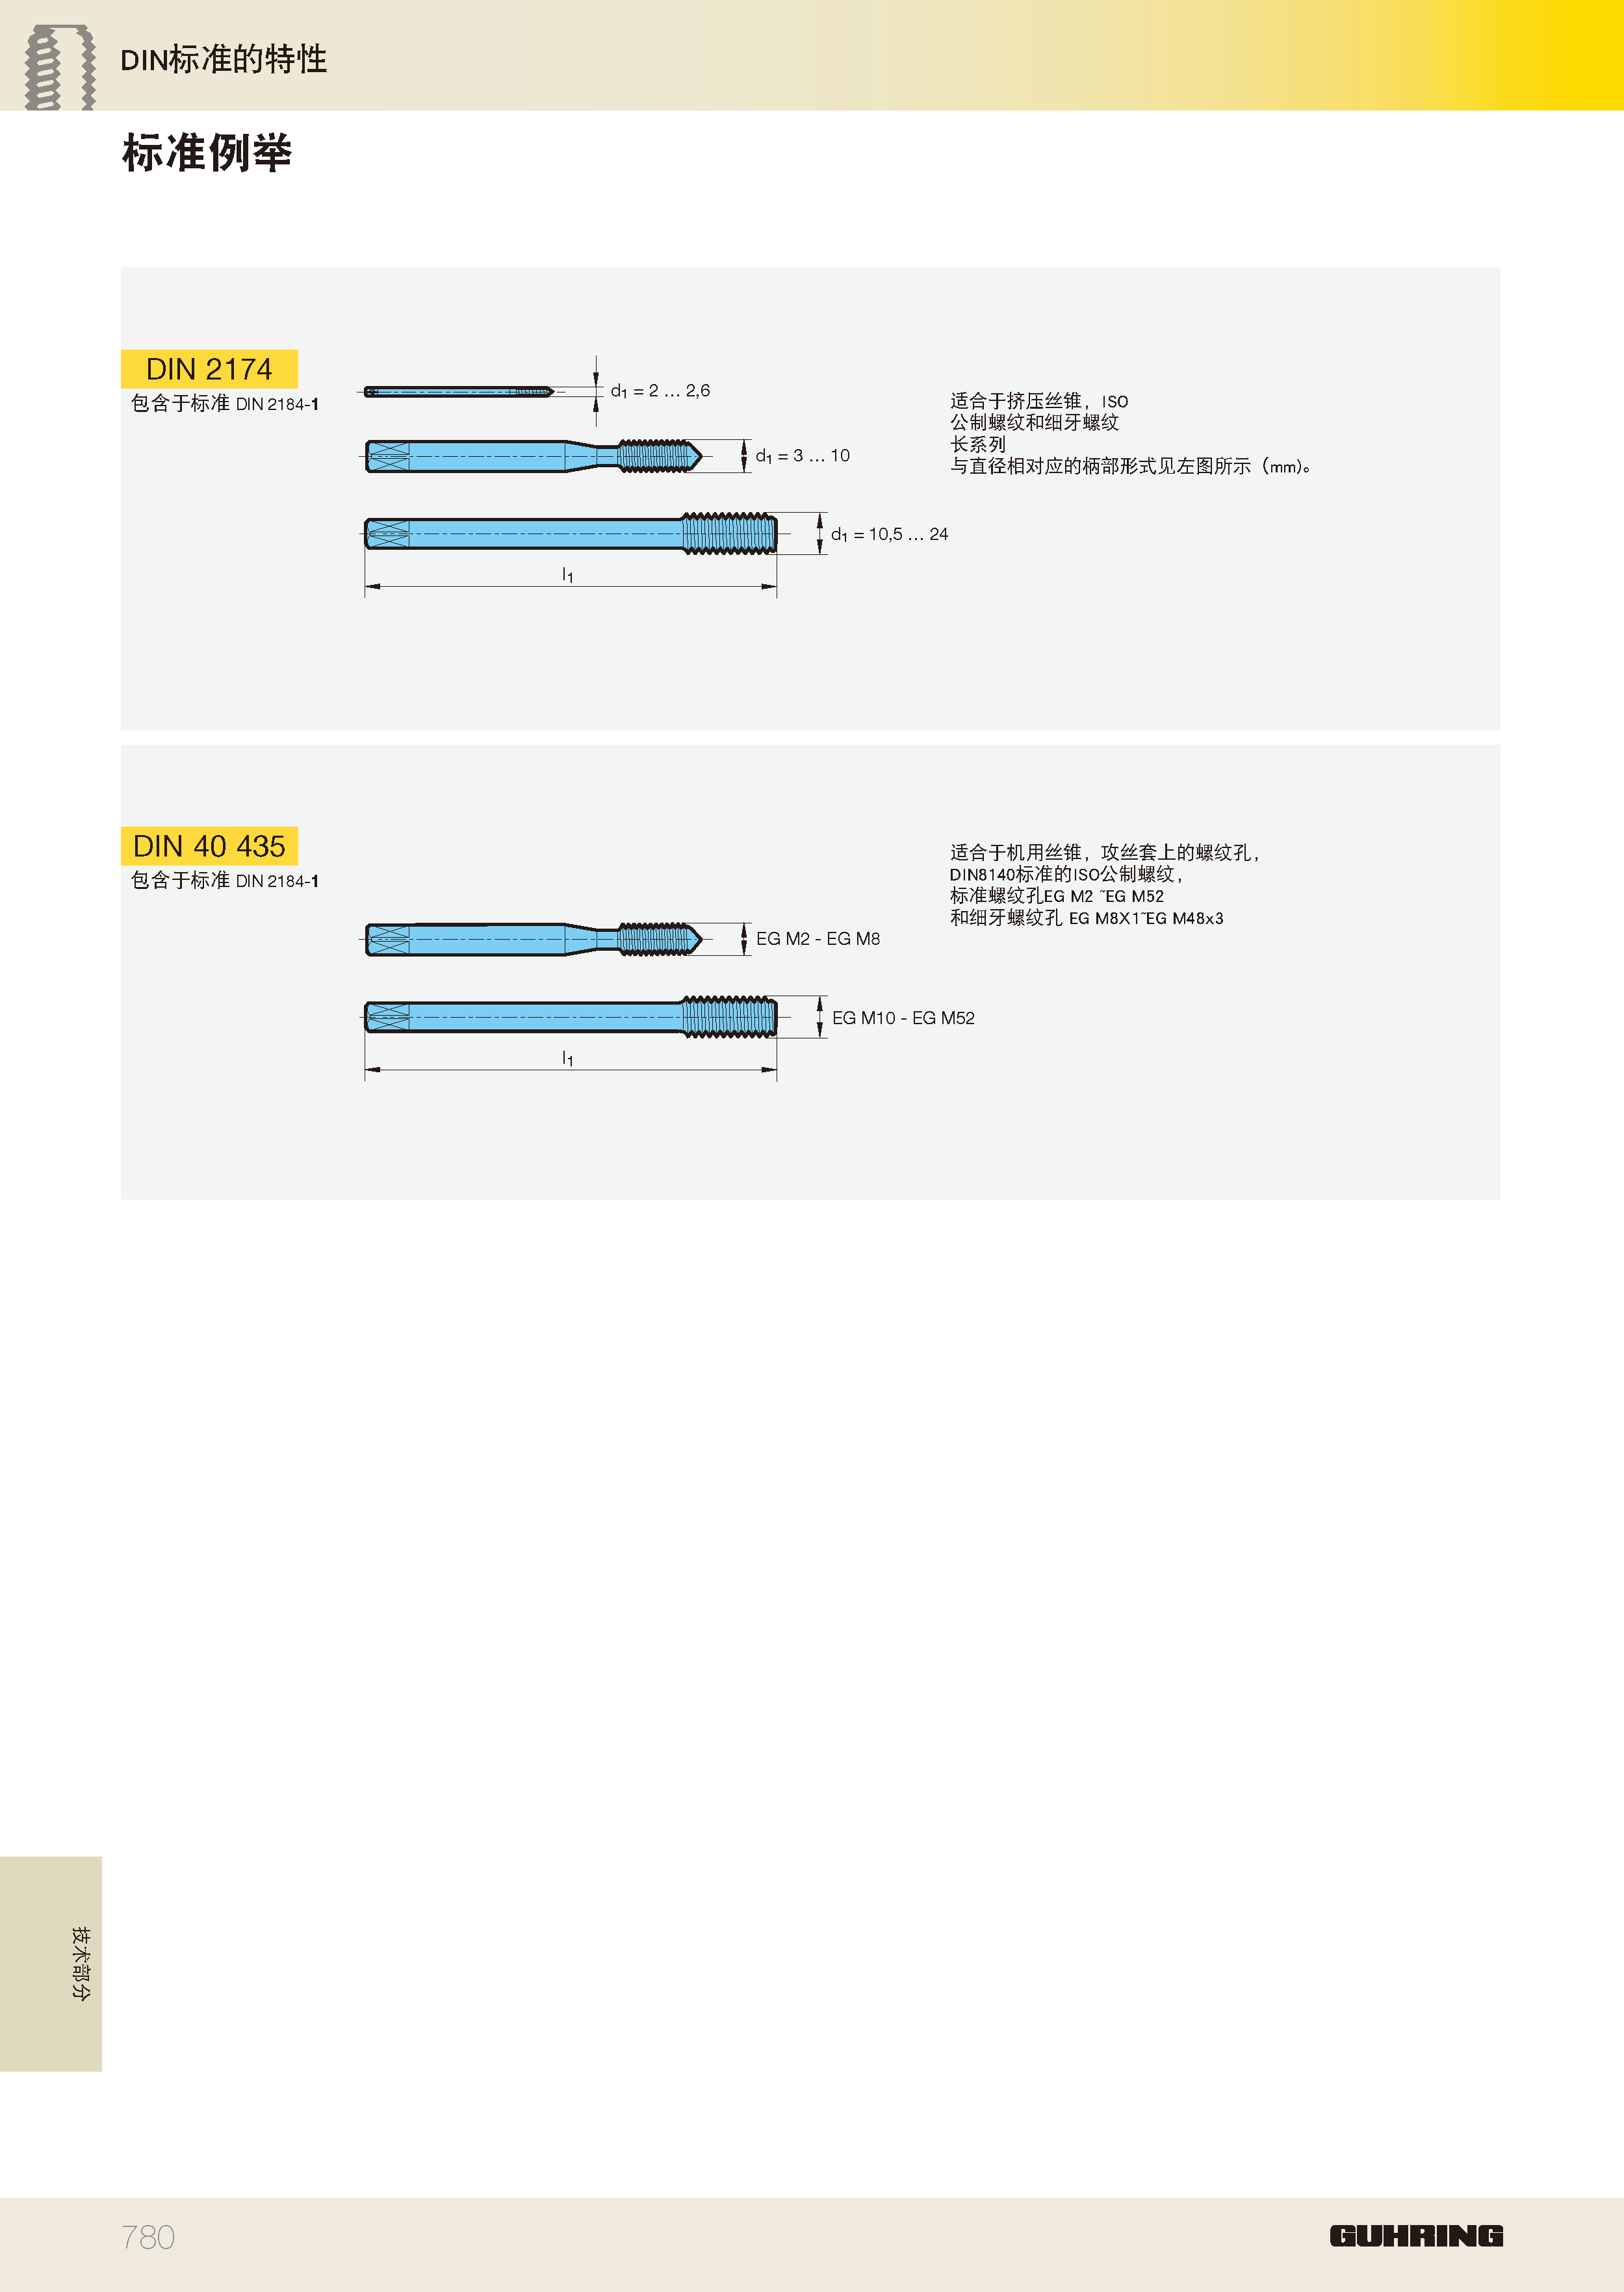 DIN标准的特性
标准例举
DIN 2174
包含于标准 DIN 2184-1
d1 = 2 … 2,6
d1 = 3 … 10
d1 = 10,5 … 24
l1
适合于挤压丝锥，ISO
公制螺纹和细牙螺纹
长系列
与直径相对应的柄部形式见左图所示（mm)。
DIN 40 435
包含于标准 DIN 2184-1
EG M2 - EG M8
EG M10 - EG M52
l1
适合于机用丝锥，攻丝套上的螺纹孔，
DIN8140标准的ISO公制螺纹，
标准螺纹孔EG M2 ~EG M52
和细牙螺纹孔 EG M8X1~EG M48x3
技术部分
780
GUHRING